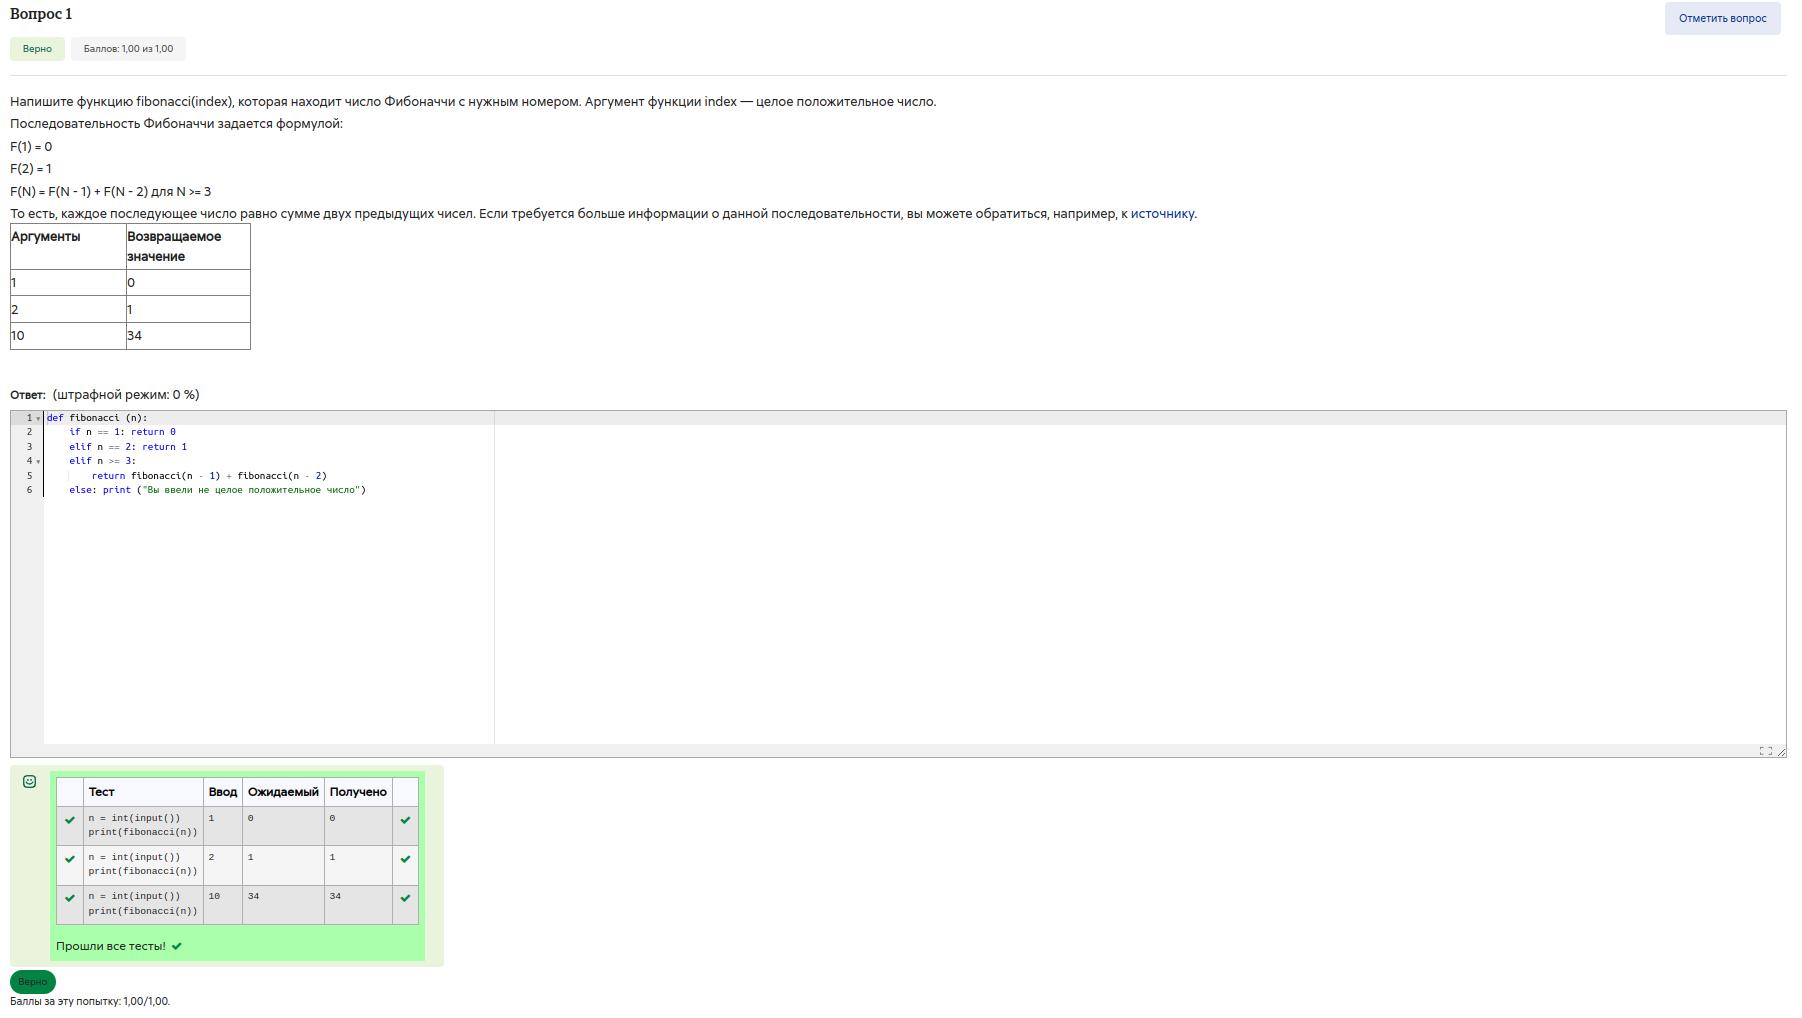 Вопрос 1
Отметить вопрос
Верно Баллов: 1,00 из 1,00
Напишите функцию fibonacci(index), которая находит число Фибоначчи с нужным номером. Аргумент функции index — целое положительное число.
Последовательность Фибоначчи задается формулой:
F(1) = 0
F(2) = 1
F(N) = F(N - 1) + F(N - 2) для N >= 3
То есть, каждое последующее число равно сумме двух предыдущих чисел. Если требуется больше информации о данной последовательности, вы можете обратиться, например, к источнику.
Аргументы Возвращаемое
значение
1 0
2 1
10 34
Ответ: (штрафной режим: 0 %)
1 def fibonacci (n):
2 if n == 1: return 0
3 elif n == 2: return 1
4 elif n >= 3:
5 return fibonacci(n - 1) + fibonacci(n - 2)
6 else: print ("Вы ввели не целое положительное число")
Тест Ввод Ожидаемый Получено
n = int(input()) 1 0 0
print(fibonacci(n))
n = int(input()) 2 1 1
print(fibonacci(n))
n = int(input()) 10 34 34
print(fibonacci(n))
Прошли все тесты!
Верно
Баллы за эту попытку: 1,00/1,00.